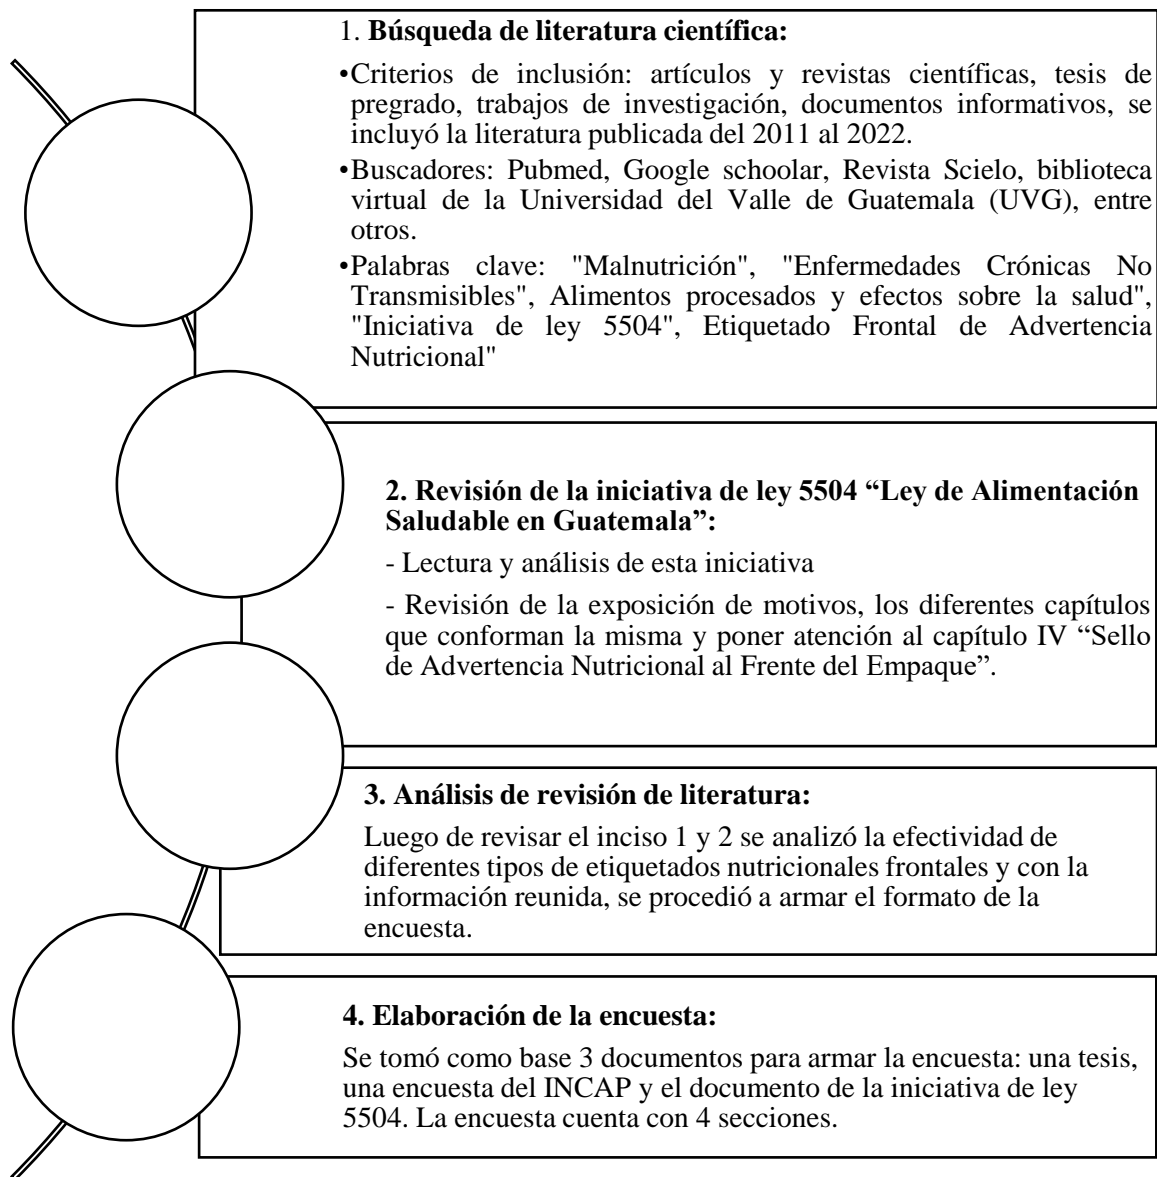 1. Búsqueda de literatura científica:
•Criterios de inclusión: artículos y revistas científicas, tesis de
pregrado, trabajos de investigación, documentos informativos, se
incluyó la literatura publicada del 2011 al 2022.
•Buscadores: Pubmed, Google schoolar, Revista Scielo, biblioteca
virtual de la Universidad del Valle de Guatemala (UVG), entre
otros.
•Palabras clave: "Malnutrición", "Enfermedades Crónicas No
Transmisibles", Alimentos procesados y efectos sobre la salud",
"Iniciativa de ley 5504", Etiquetado Frontal de Advertencia
Nutricional"
2. Revisión de la iniciativa de ley 5504 “Ley de Alimentación
Saludable en Guatemala”:
- Lectura y análisis de esta iniciativa
- Revisión de la exposición de motivos, los diferentes capítulos
que conforman la misma y poner atención al capítulo IV “Sello
de Advertencia Nutricional al Frente del Empaque”.
3. Análisis de revisión de literatura:
Luego de revisar el inciso 1 y 2 se analizó la efectividad de
diferentes tipos de etiquetados nutricionales frontales y con la
información reunida, se procedió a armar el formato de la
encuesta.
4. Elaboración de la encuesta:
Se tomó como base 3 documentos para armar la encuesta: una tesis,
una encuesta del INCAP y el documento de la iniciativa de ley
5504. La encuesta cuenta con 4 secciones.